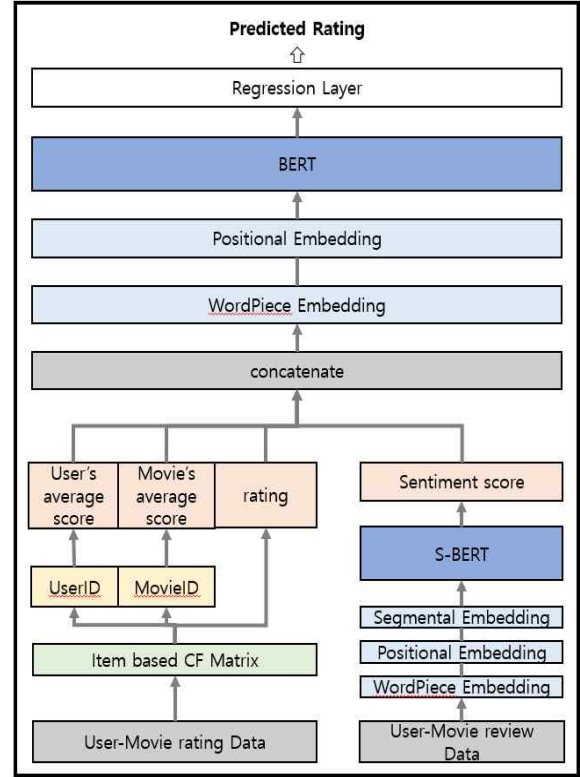 Predicted Rating
Regression Layer
BERT
Positional Embedding
WordPiece Embedding
concatenate
User's
average
score
Movie's
average
score
rating
Sentiment score
S-BERT
UserID
MovieID
Segmental Embedding
Positional Embedding
WordPiece Embedding
Item based CF Matrix
User-Movie rating Data
User-Movie review
Data